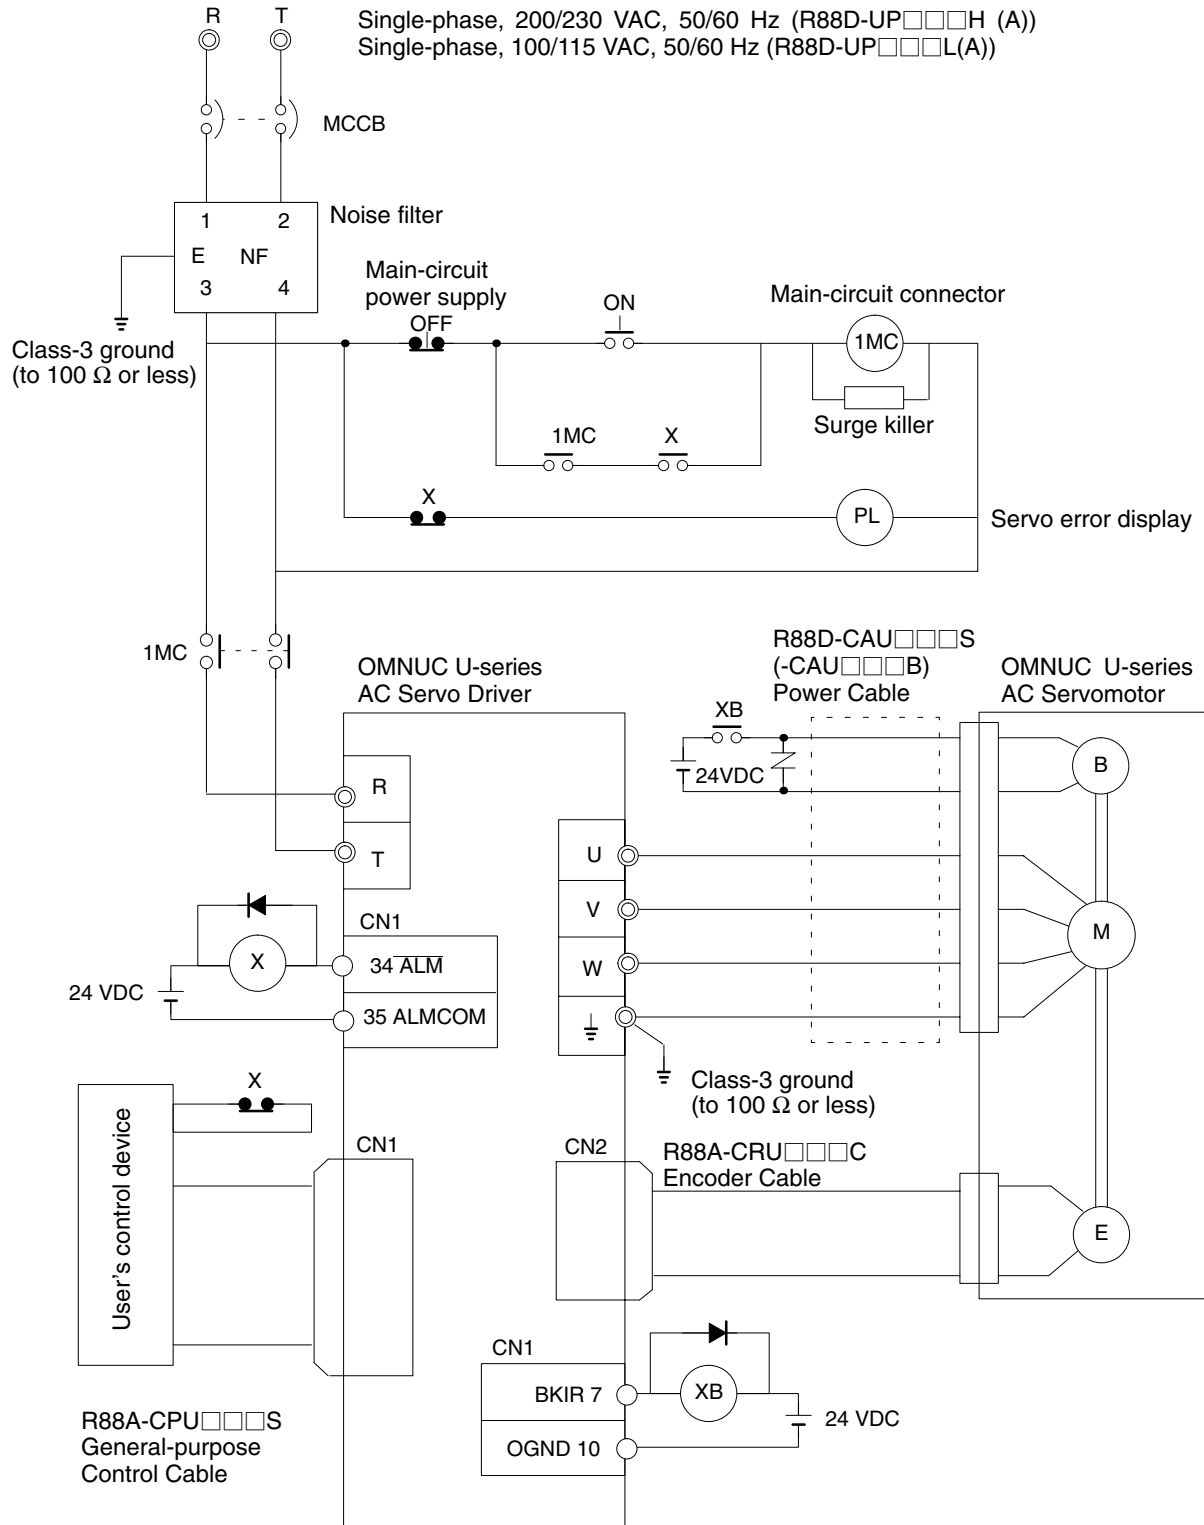 R T Single-phase, 200/230 VAC, 50/60 Hz (R88D-UP□□□H (A))
Single-phase, 100/115 VAC, 50/60 Hz (R88D-UP□□□L(A))
MCCB
1 2 Noise filter
E NF
3 4
Class-3 ground
(to 100 Ω or less)
Main-circuit
power supply
OFF
ON
Main-circuit connector
1MC
Surge killer
1MC X
X
PL
Servo error display
1MC
OMNUC U-series
AC Servo Driver
R88D-CAU□□□S
(-CAU□□□B)
Power Cable
OMNUC U-series
AC Servomotor
XB
24VDC
B
R
T
U
V
W
M
CN1
X
34 ALM
24 VDC
35 ALMCOM
Class-3 ground
(to 100 Ω or less)
User's control device
X
CN1
CN2
R88A-CRU□□□C
Encoder Cable
E
CN1
BKIR 7
XB
24 VDC
OGND 10
R88A-CPU□□□S
General-purpose
Control Cable